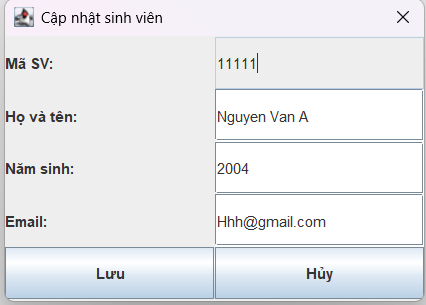 Cập nhật sinh viên
Mã SV: 11111
Họ và tên: Nguyen Van A
Năm sinh: 2004
Email: Hhh@gmail.com
Lưu Hủy